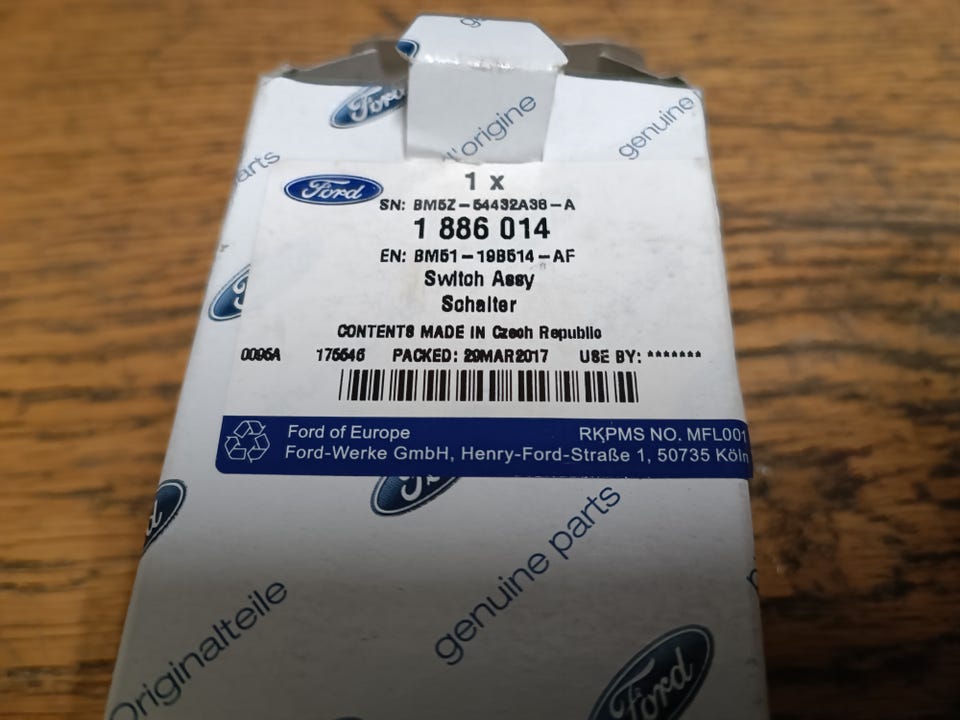 Ford
d'origine
genuine
parts
Ford
1 x
SN: BM5Z-54432A38-A
1 886 014
EN: BM51-19B514-AF
Switch Assy
Schalter
CONTENTS MADE IN Czech Republic
0095A 175546 PACKED: 29MAR2017 USE BY: *******
Ford of Europe RKPMS NO. MFL001
Ford-Werke GmbH, Henry-Ford-Straße 1, 50735 Köln
genuine parts
Originalteile
Ford